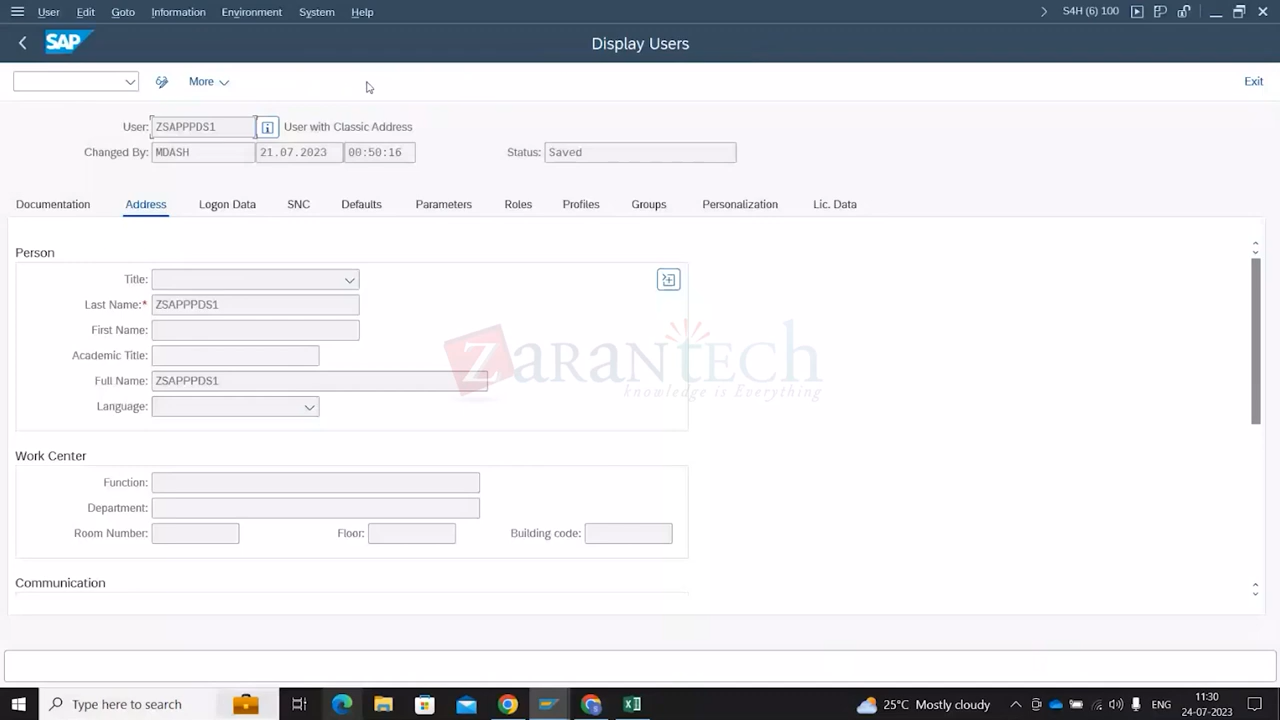 User Edit Goto Information Environment System Help S4H (6) 100
SAP Display Users
More Exit
User: ZSAPPPDS1 User with Classic Address
Changed By: MDASH 21.07.2023 00:50:16 Status: Saved
Documentation Address Logon Data SNC Defaults Parameters Roles Profiles Groups Personalization Lic. Data
Person
Title:
Last Name:* ZSAPPPDS1
First Name:
Academic Title:
Full Name: ZSAPPPDS1
Language:
zarantech
knowledge is Everything
Work Center
Function:
Department:
Room Number: Floor: Building code:
Communication
Type here to search 25°C Mostly cloudy ENG 11:30
24-07-2023